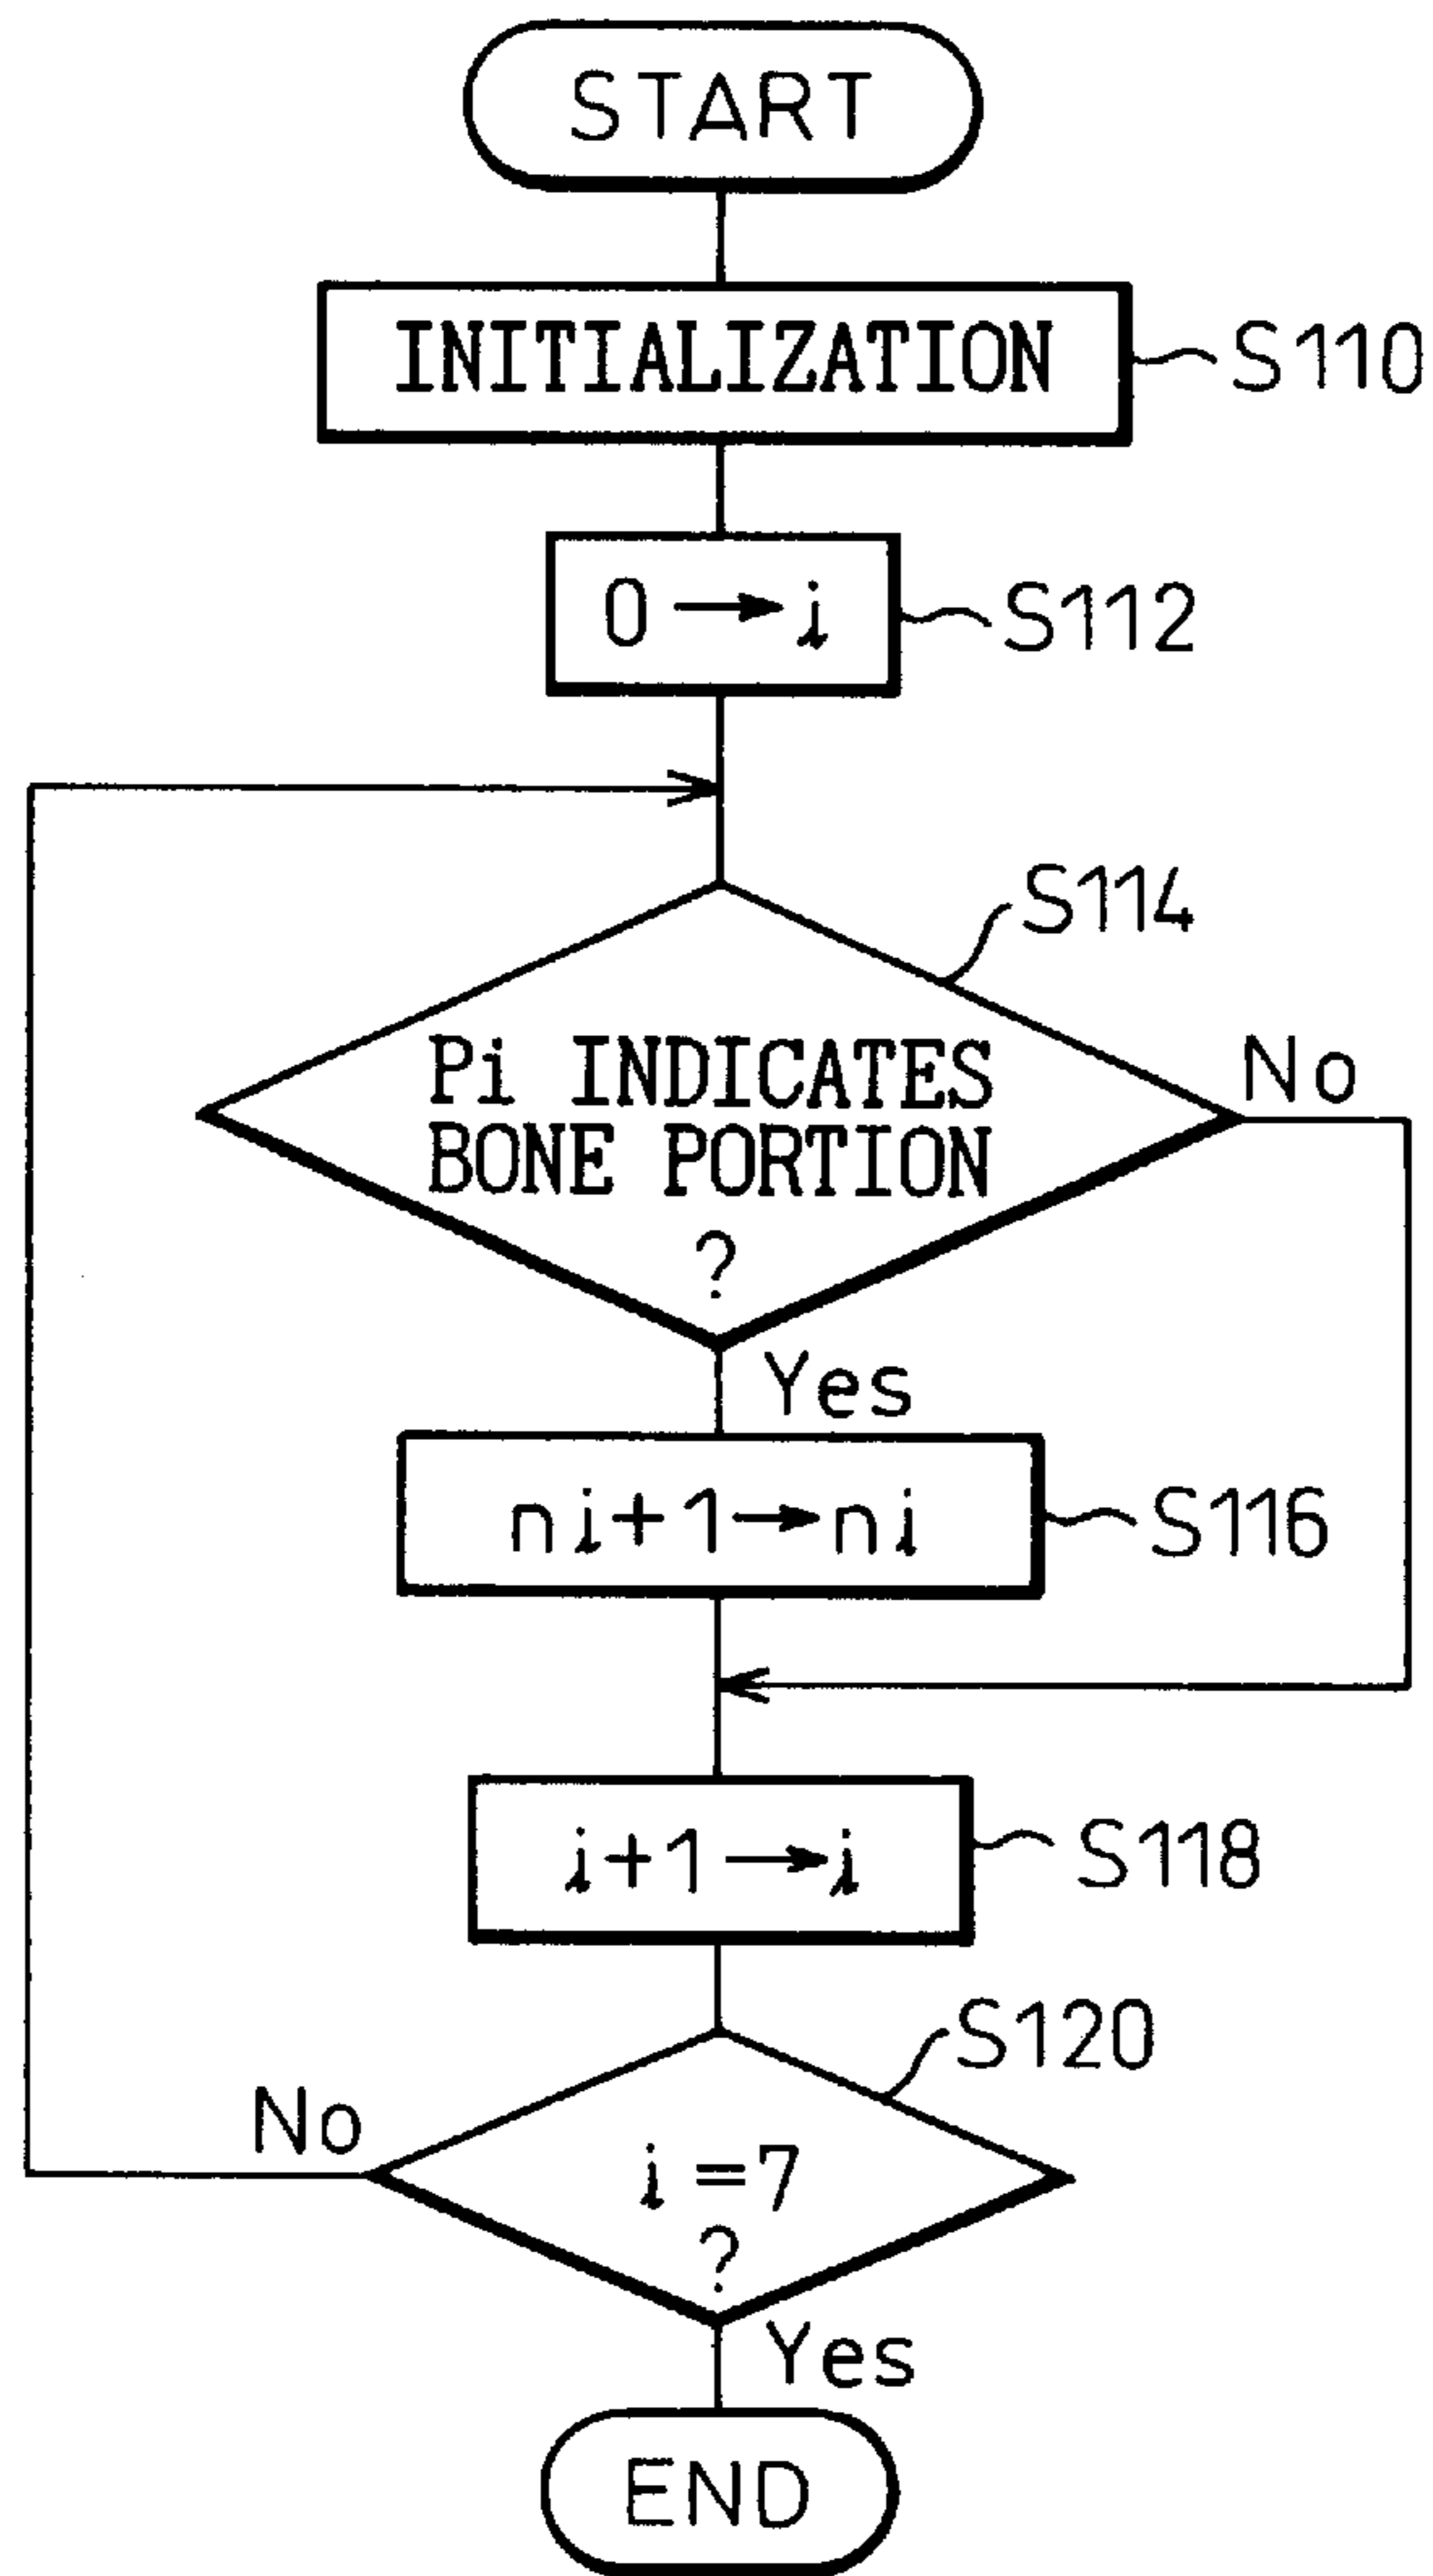 START
INITIALIZATION
S110
0→i
S112
S114
Pi INDICATES
BONE PORTION
?
No
Yes
ni+1→ni
S116
i+1→i
S118
S120
No
i=7
?
Yes
END